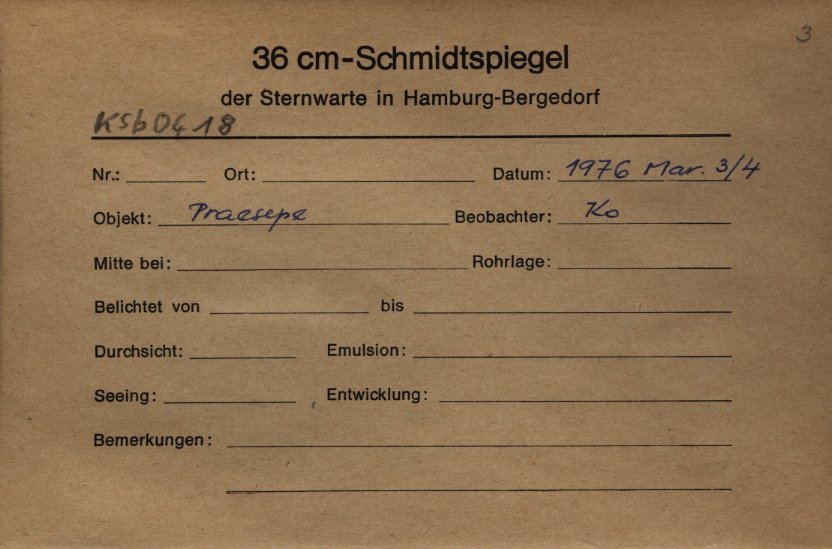 3
36 cm-Schmidtspiegel
der Sternwarte in Hamburg-Bergedorf
KSb0418
Nr.: Ort: Datum: 1976 Mar. 3/4
Objekt: Praesepe Beobachter: Ko
Mitte bei: Rohrlage:
Belichtet von bis
Durchsicht: Emulsion:
Seeing: Entwicklung:
Bemerkungen: